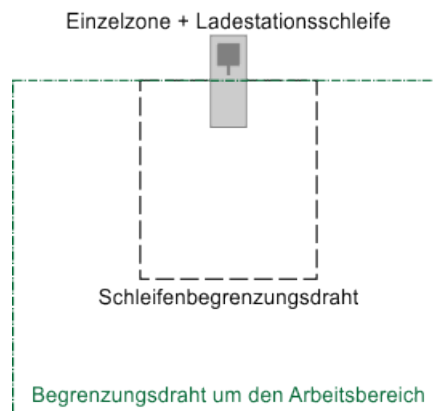 Einzelzone + Ladestationsschleife
Schleifenbegrenzungsdraht
Begrenzungsdraht um den Arbeitsbereich